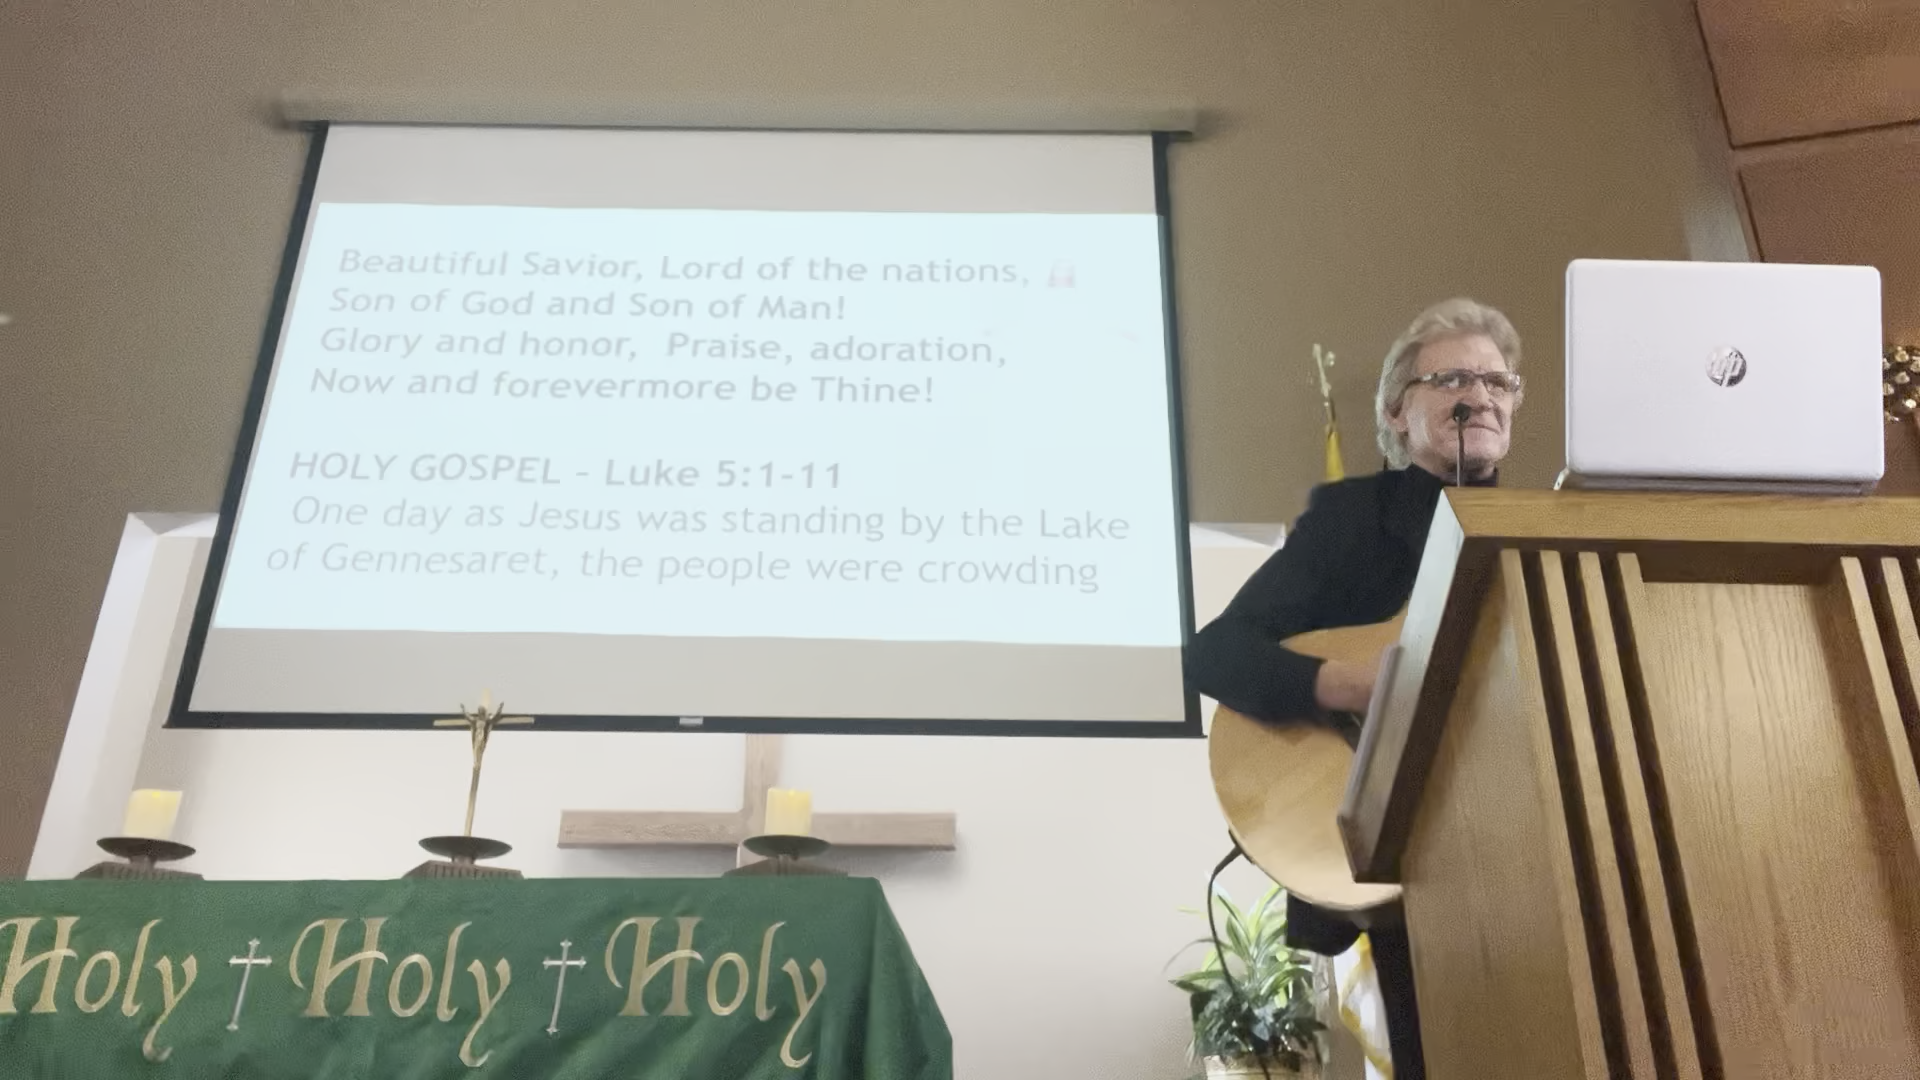 Beautiful Savior, Lord of the nations,
Son of God and Son of Man!
Glory and honor, Praise, adoration,
Now and forevermore be Thine!
HOLY GOSPEL - Luke 5:1-11
One day as Jesus was standing by the Lake
of Gennesaret, the people were crowding
hp
Holy Holy Holy